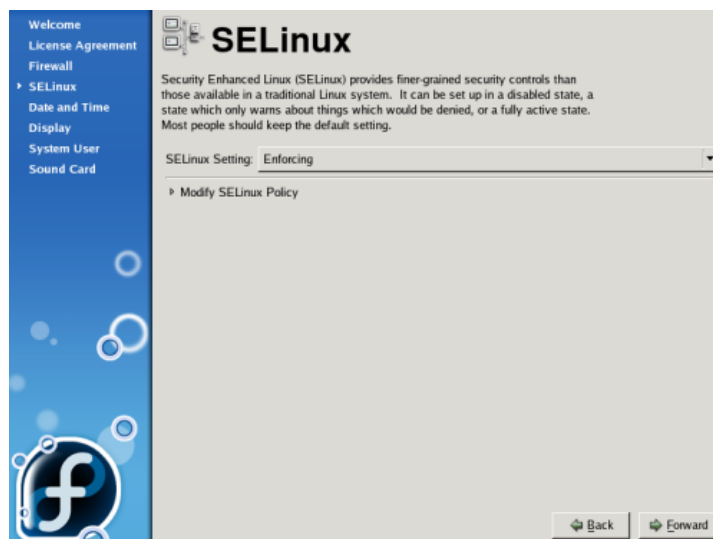 Welcome
License Agreement
Firewall
SELinux
Date and Time
Display
System User
Sound Card
SELinux
Security Enhanced Linux (SELinux) provides finer-grained security controls than
those available in a traditional Linux system. It can be set up in a disabled state, a
state which only warns about things which would be denied, or a fully active state.
Most people should keep the default setting.
SELinux Setting: Enforcing
Modify SELinux Policy
Back Forward